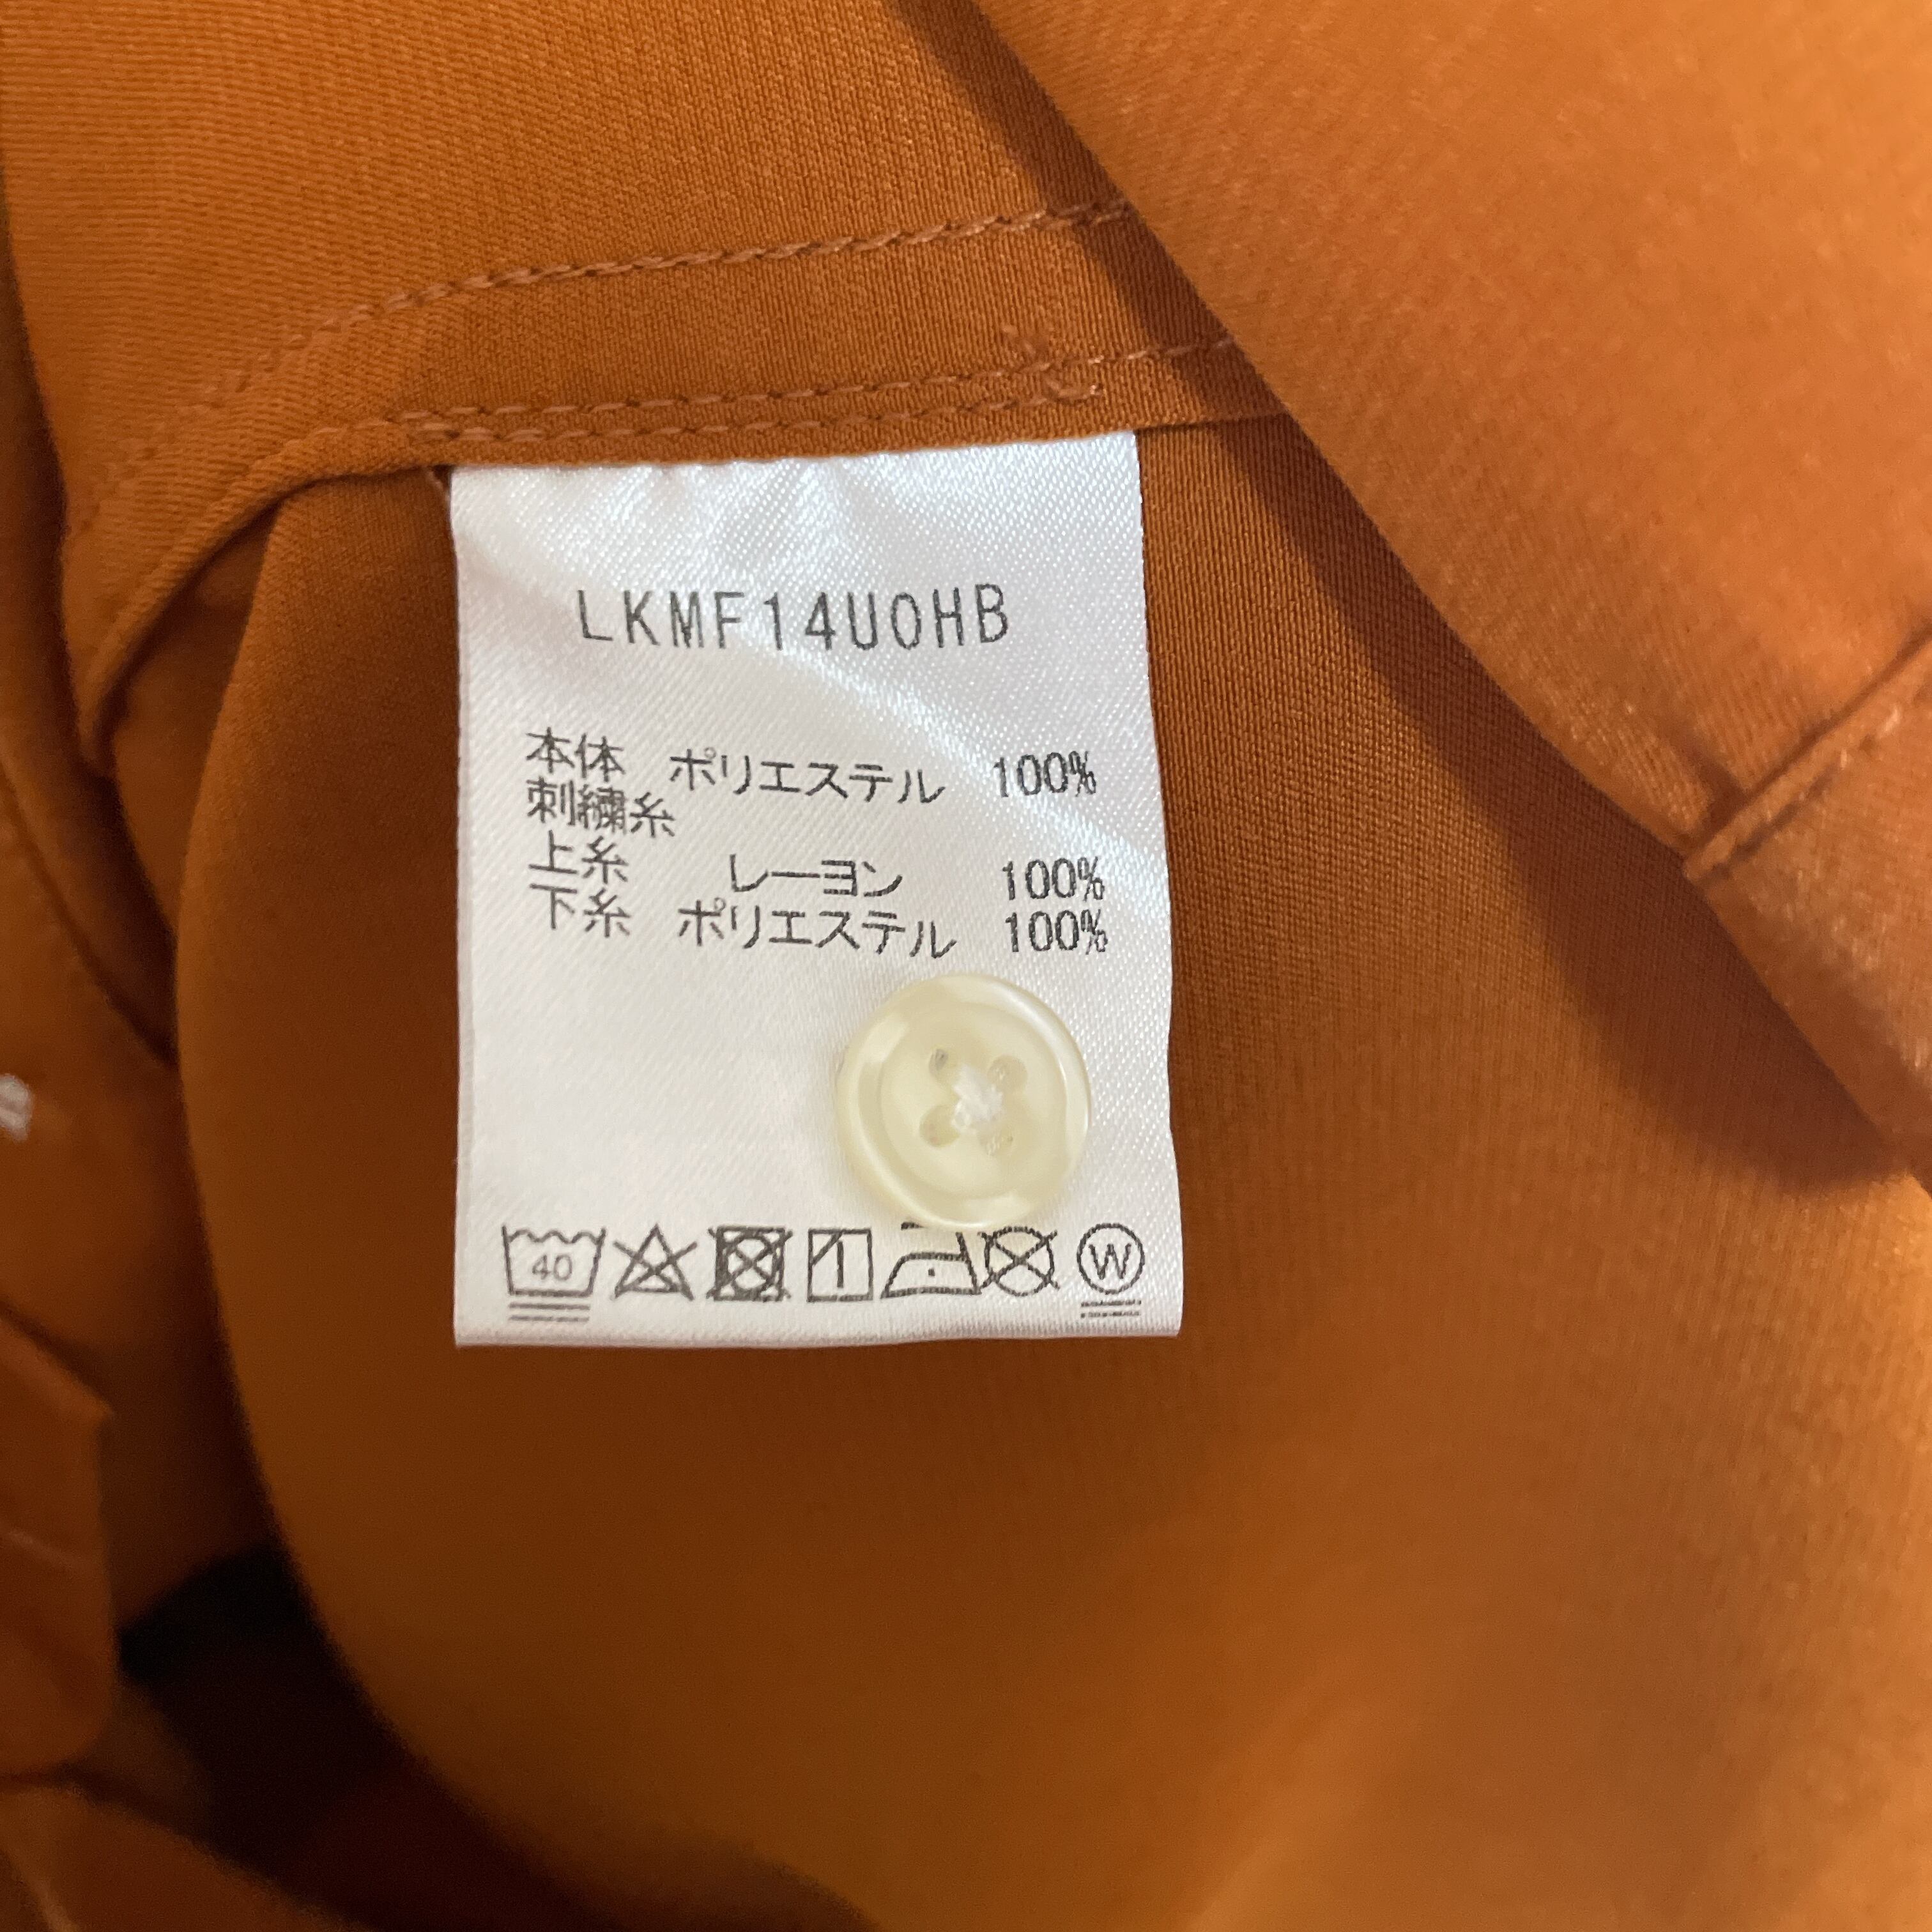 LKMF14U0HB
本体 ポリエステル 100%
刺繍糸
上糸 レーヨン 100%
下糸 ポリエステル 100%
40
W